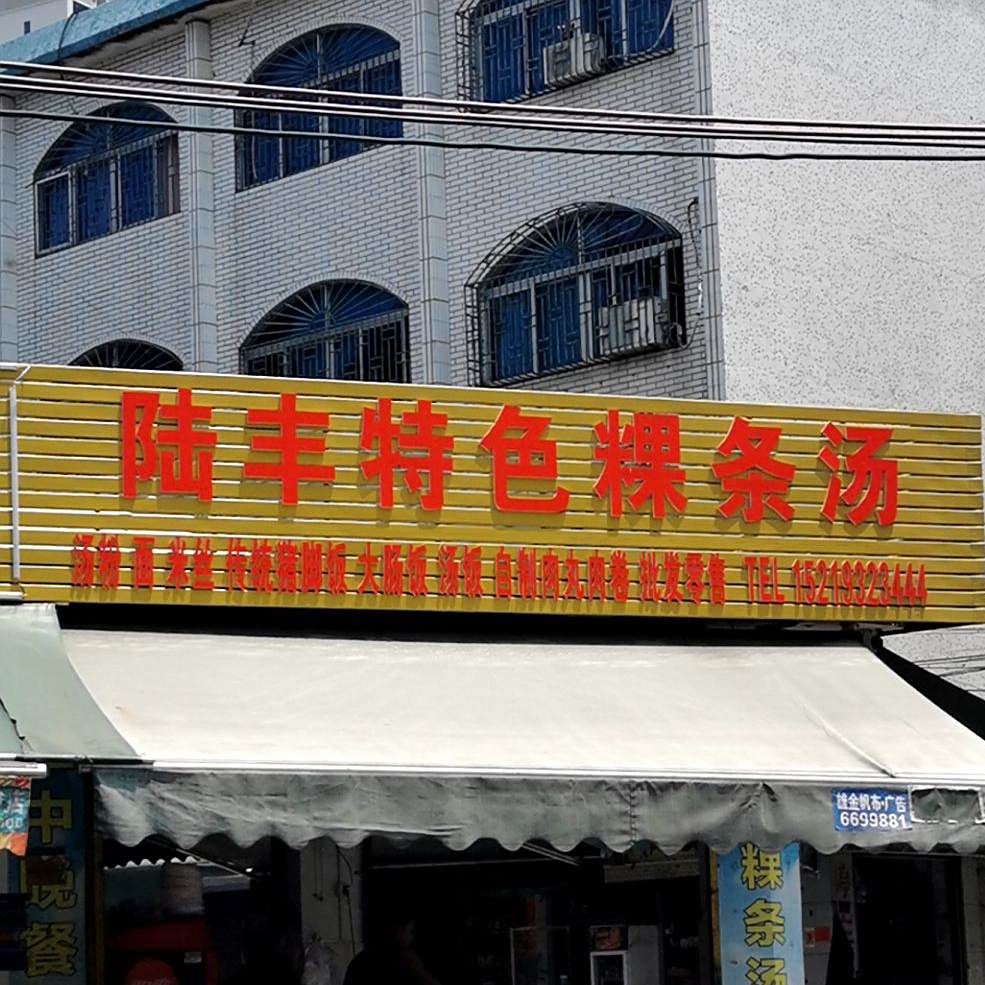 陆丰特色粿条汤
汤粉 面 米丝 传统猪脚饭 大肠饭 汤饭 自制肉丸肉卷 批发零售 TEL 15219323444
雄金帆布·广告
6699881
中晚餐
粿条汤